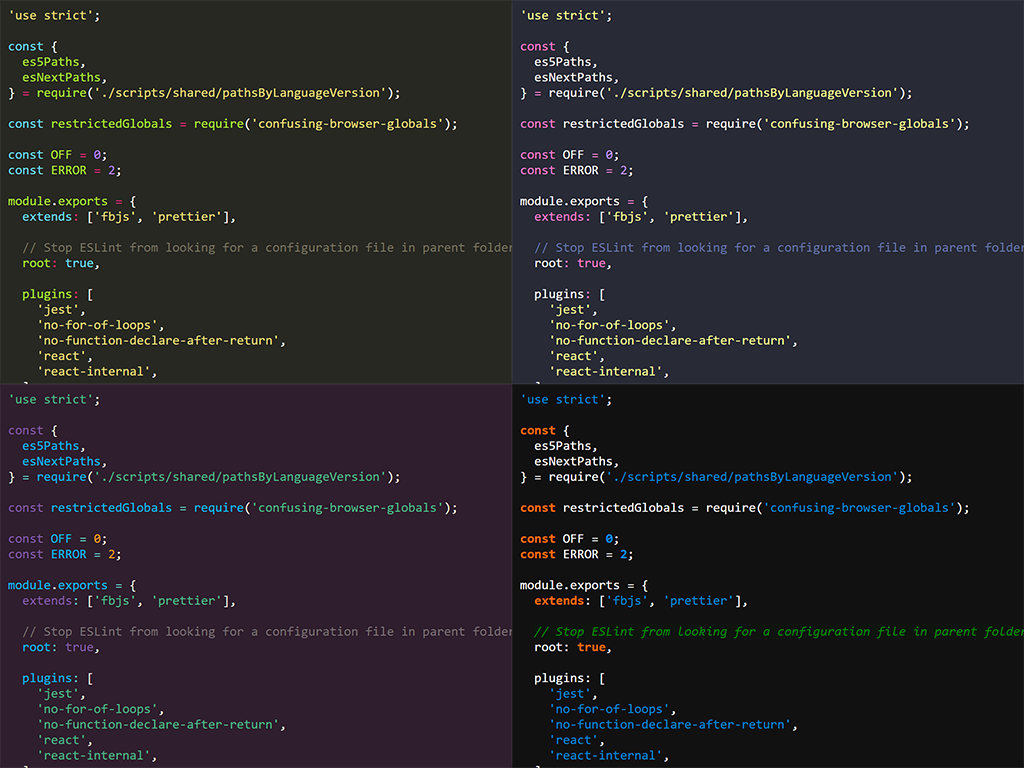 'use strict';
const {
es5Paths,
esNextPaths,
} = require('./scripts/shared/pathsByLanguageVersion');
const restrictedGlobals = require('confusing-browser-globals');
const OFF = 0;
const ERROR = 2;
module.exports = {
extends: ['fbjs', 'prettier'],
// Stop ESLint from looking for a configuration file in parent folder
root: true,
plugins: [
'jest',
'no-for-of-loops',
'no-function-declare-after-return',
'react',
'react-internal',
'use strict';
const {
es5Paths,
esNextPaths,
} = require('./scripts/shared/pathsByLanguageVersion');
const restrictedGlobals = require('confusing-browser-globals');
const OFF = 0;
const ERROR = 2;
module.exports = {
extends: ['fbjs', 'prettier'],
// Stop ESLint from looking for a configuration file in parent folder
root: true,
plugins: [
'jest',
'no-for-of-loops',
'no-function-declare-after-return',
'react',
'react-internal',
'use strict';
const {
es5Paths,
esNextPaths,
} = require('./scripts/shared/pathsByLanguageVersion');
const restrictedGlobals = require('confusing-browser-globals');
const OFF = 0;
const ERROR = 2;
module.exports = {
extends: ['fbjs', 'prettier'],
// Stop ESLint from looking for a configuration file in parent folder
root: true,
plugins: [
'jest',
'no-for-of-loops',
'no-function-declare-after-return',
'react',
'react-internal',
'use strict';
const {
es5Paths,
esNextPaths,
} = require('./scripts/shared/pathsByLanguageVersion');
const restrictedGlobals = require('confusing-browser-globals');
const OFF = 0;
const ERROR = 2;
module.exports = {
extends: ['fbjs', 'prettier'],
// Stop ESLint from looking for a configuration file in parent folder
root: true,
plugins: [
'jest',
'no-for-of-loops',
'no-function-declare-after-return',
'react',
'react-internal',